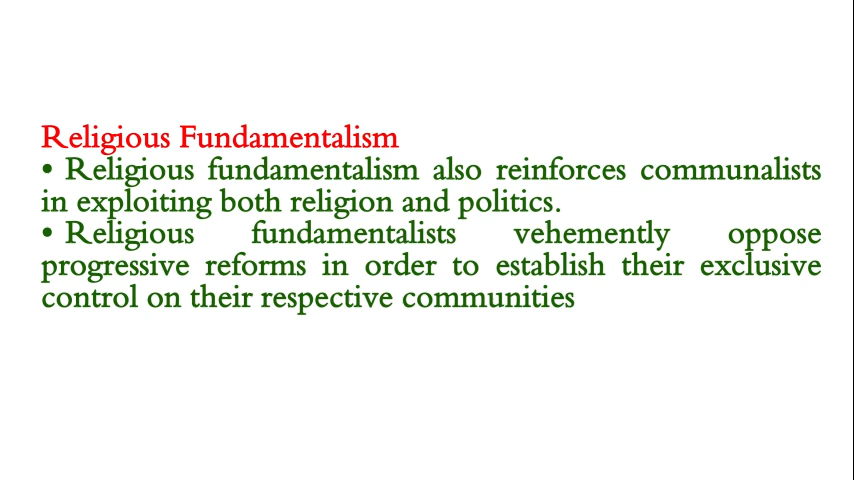 Religious Fundamentalism
• Religious fundamentalism also reinforces communalists
in exploiting both religion and politics.
• Religious fundamentalists vehemently oppose
progressive reforms in order to establish their exclusive
control on their respective communities